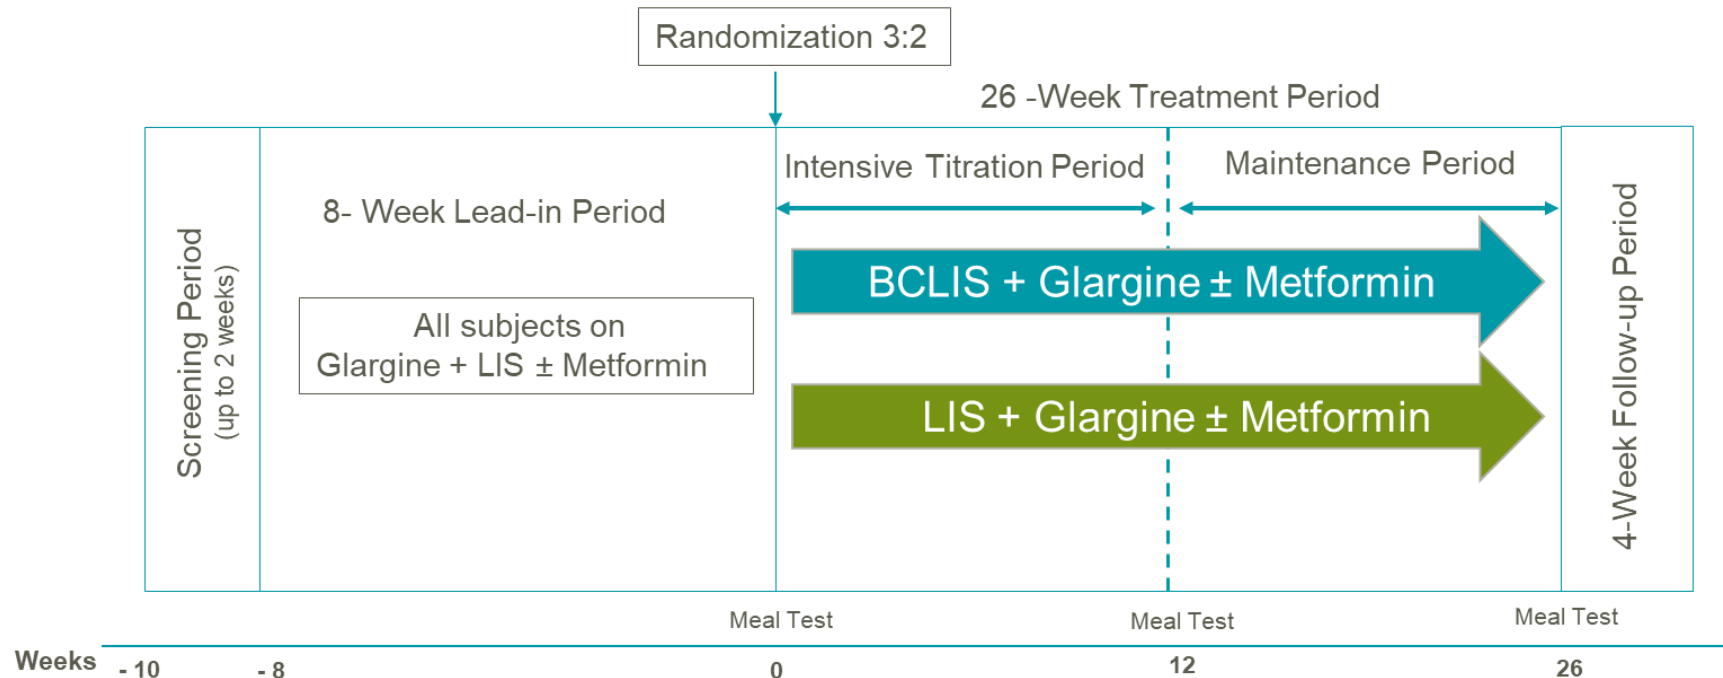 Randomization 3:2
26 -Week Treatment Period
Intensive Titration Period
Maintenance Period
8- Week Lead-in Period
Screening Period
(up to 2 weeks)
All subjects on
Glargine + LIS ± Metformin
BCLIS + Glargine ± Metformin
LIS + Glargine ± Metformin
4-Week Follow-up Period
Meal Test
Meal Test
Meal Test
Weeks
- 10
- 8
0
12
26